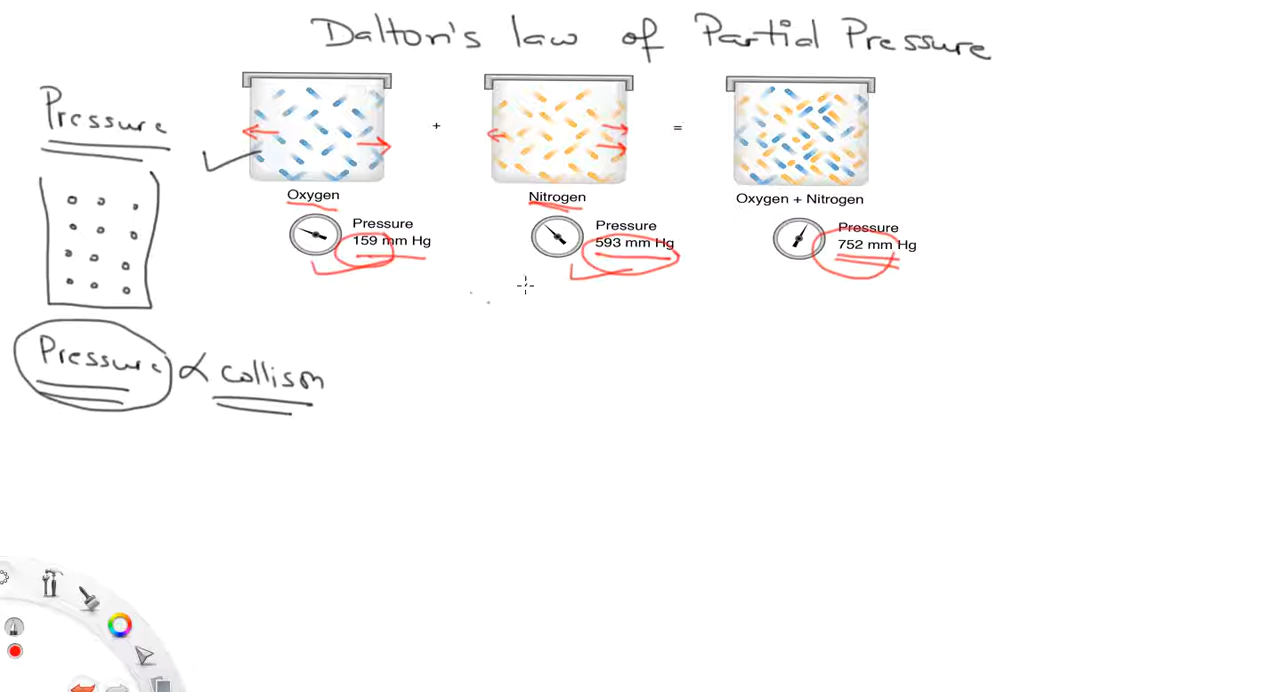 Dalton's law of Partial Pressure
Pressure
+
=
Oxygen
Pressure
159 mm Hg
Nitrogen
Pressure
593 mm Hg
Oxygen + Nitrogen
Pressure
752 mm Hg
Pressure ∝ collison